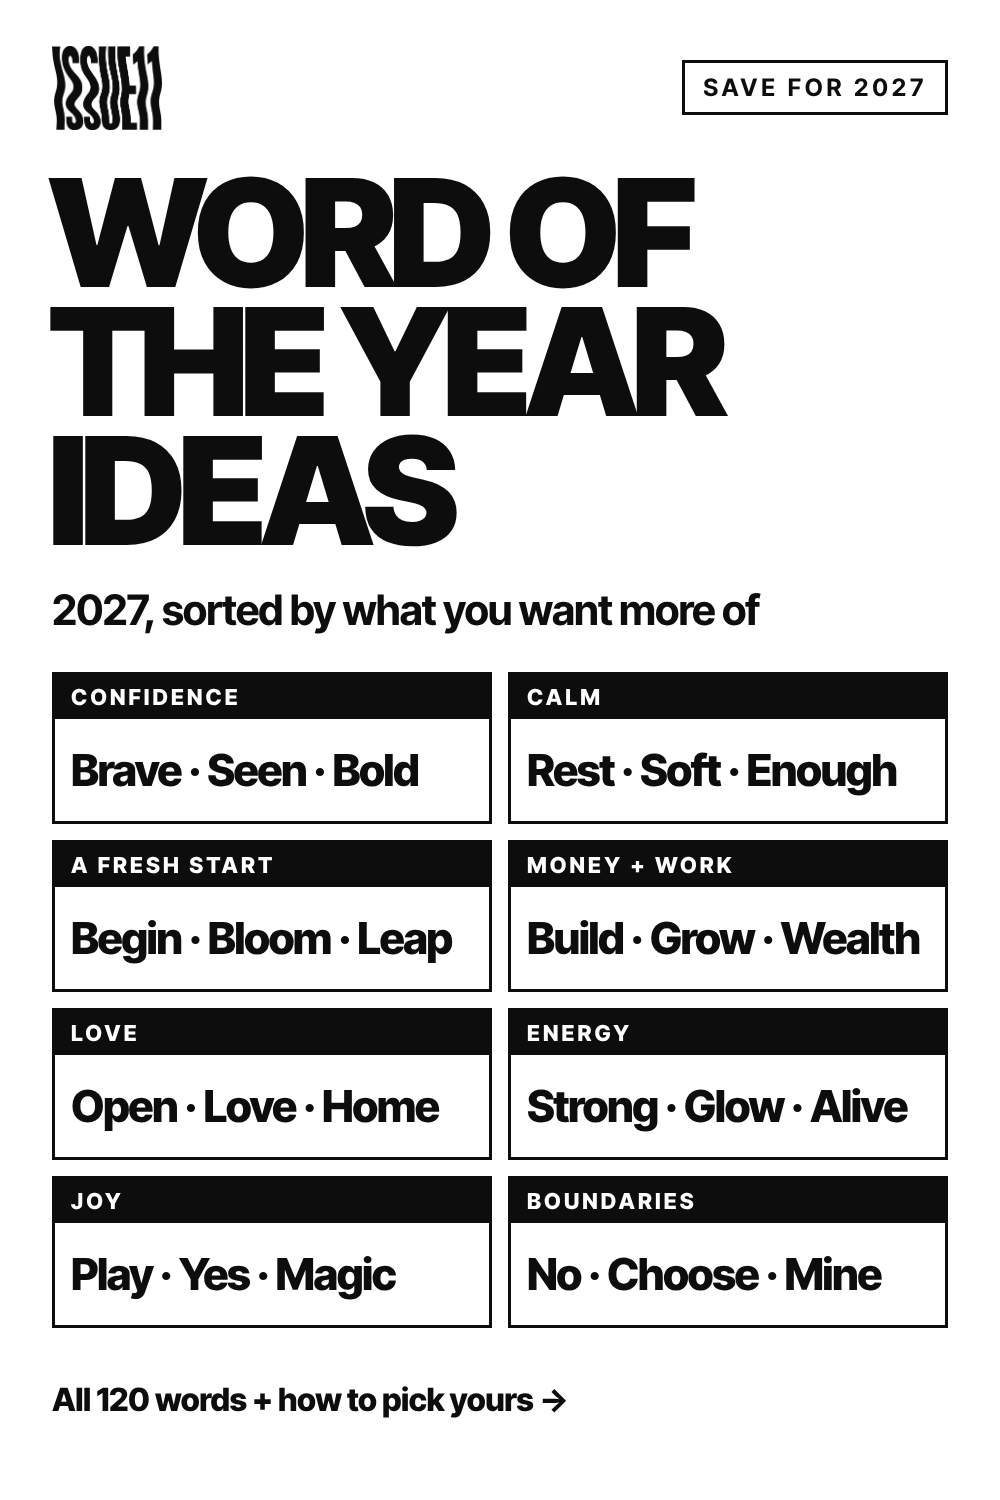 ISSUE11
SAVE FOR 2027
WORD OF
THE YEAR
IDEAS
2027, sorted by what you want more of
CONFIDENCE
Brave · Seen · Bold
CALM
Rest · Soft · Enough
A FRESH START
Begin · Bloom · Leap
MONEY + WORK
Build · Grow · Wealth
LOVE
Open · Love · Home
ENERGY
Strong · Glow · Alive
JOY
Play · Yes · Magic
BOUNDARIES
No · Choose · Mine
All 120 words + how to pick yours →